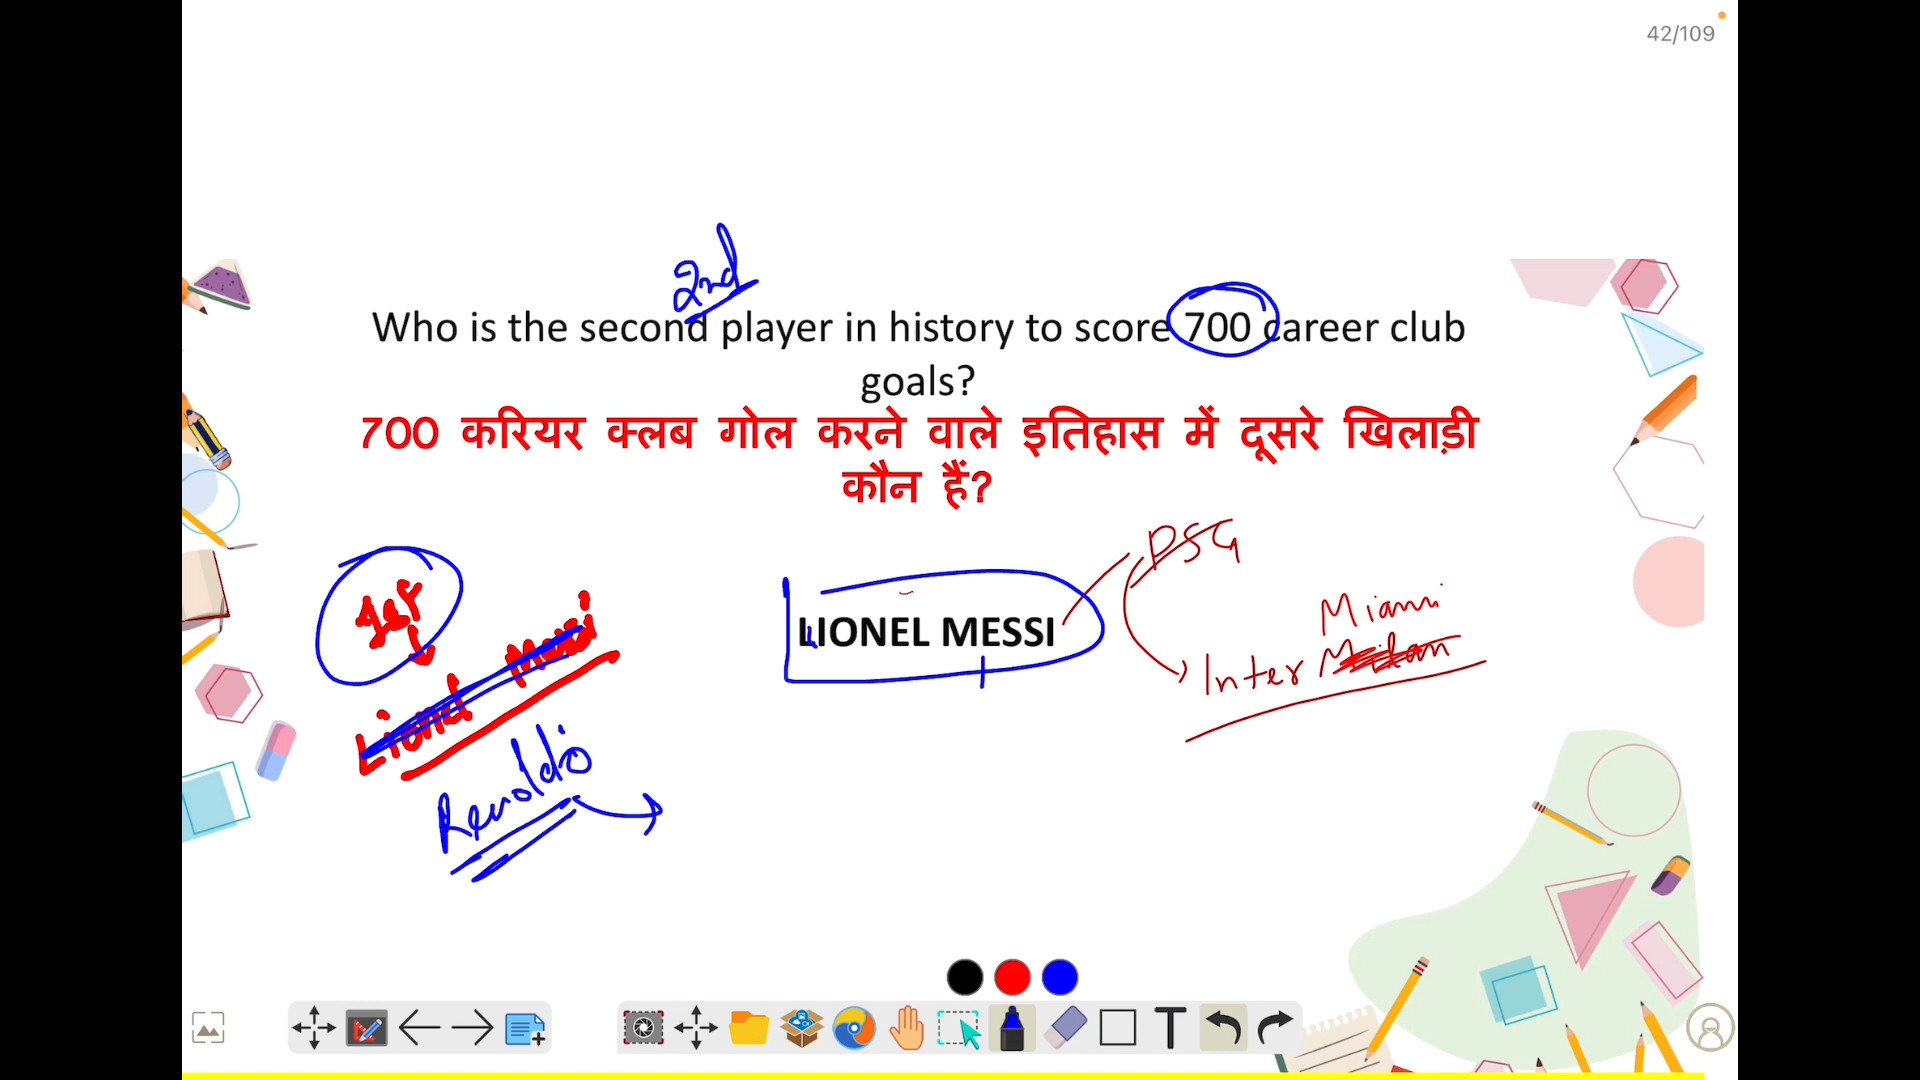 42/109
2nd
Who is the second player in history to score 700 career club
goals?
700 करियर क्लब गोल करने वाले इतिहास में दूसरे खिलाड़ी
कौन हैं?
PSG
1st
LIONEL MESSI
Miami
Inter Milan
Lionel Messi
Renoldo
T